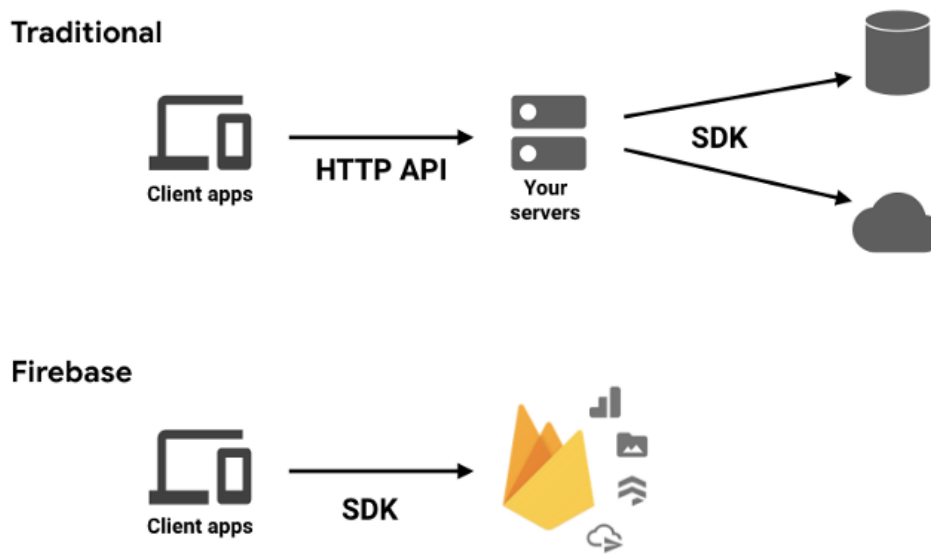 Traditional
Client apps
HTTP API
Your
servers
SDK
Firebase
Client apps
SDK